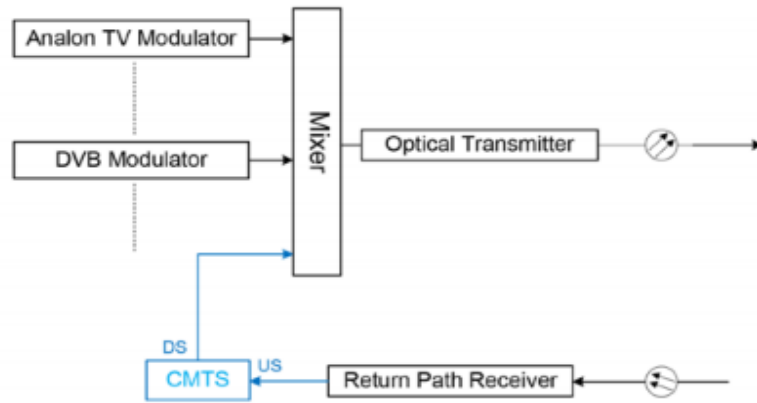 Analon TV Modulator
Mixer
DVB Modulator
Optical Transmitter
DS
US
CMTS
Return Path Receiver